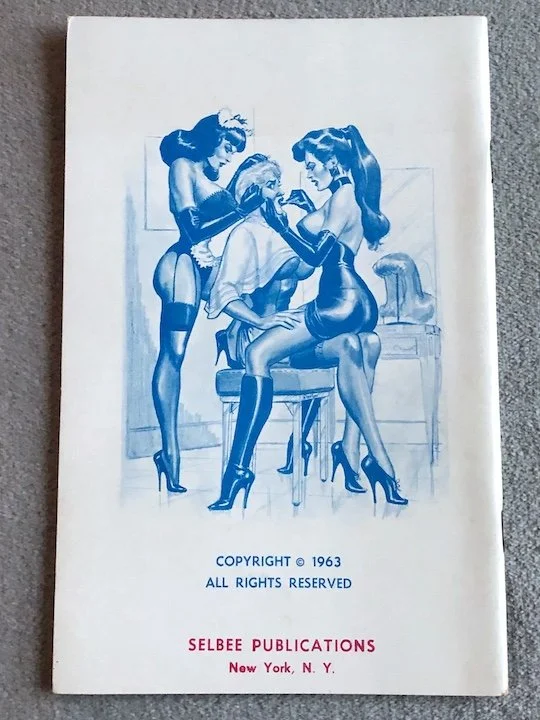 COPYRIGHT © 1963
ALL RIGHTS RESERVED
SELBEE PUBLICATIONS
New York, N. Y.